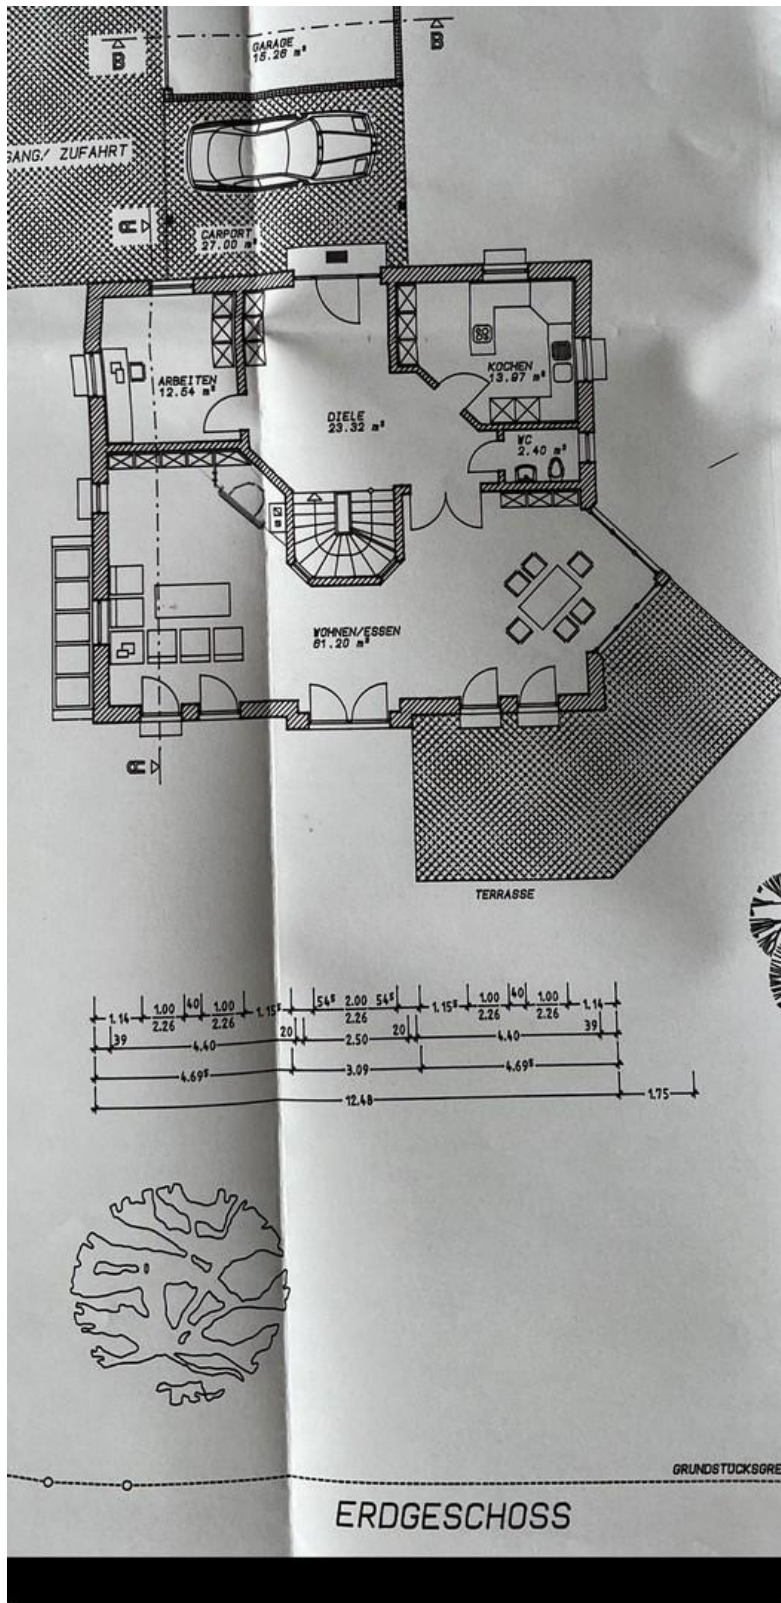 B
B
GARAGE
15.26 m²
GANG/ ZUFAHRT
A
CARPORT
27.00 m²
ARBEITEN
12.54 m²
KOCHEN
13.97 m²
DIELE
23.32 m²
WC
2.40 m²
WOHNEN/ESSEN
61.20 m²
A
TERRASSE
1.14 1.00 40 1.00 1.15⁵ 54⁵ 2.00 54⁵ 1.15⁵ 1.00 40 1.00 1.14
2.26 2.26 2.26 2.26 2.26
39 4.40 20 2.50 20 4.40 39
4.69⁵ 3.09 4.69⁵
12.48 1.75
GRUNDSTÜCKSGRE
ERDGESCHOSS